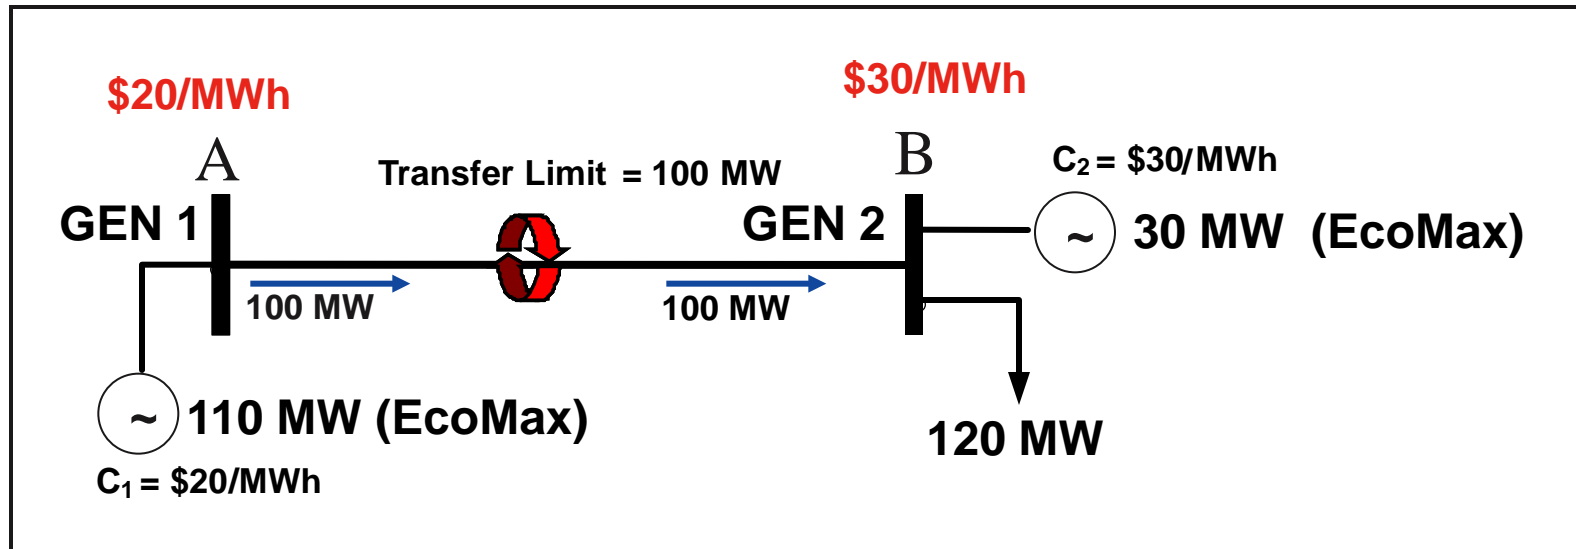 $20/MWh
$30/MWh
A
B
Transfer Limit = 100 MW
C₂ = $30/MWh
GEN 1
GEN 2
~ 30 MW (EcoMax)
100 MW
100 MW
~ 110 MW (EcoMax)
120 MW
C₁ = $20/MWh